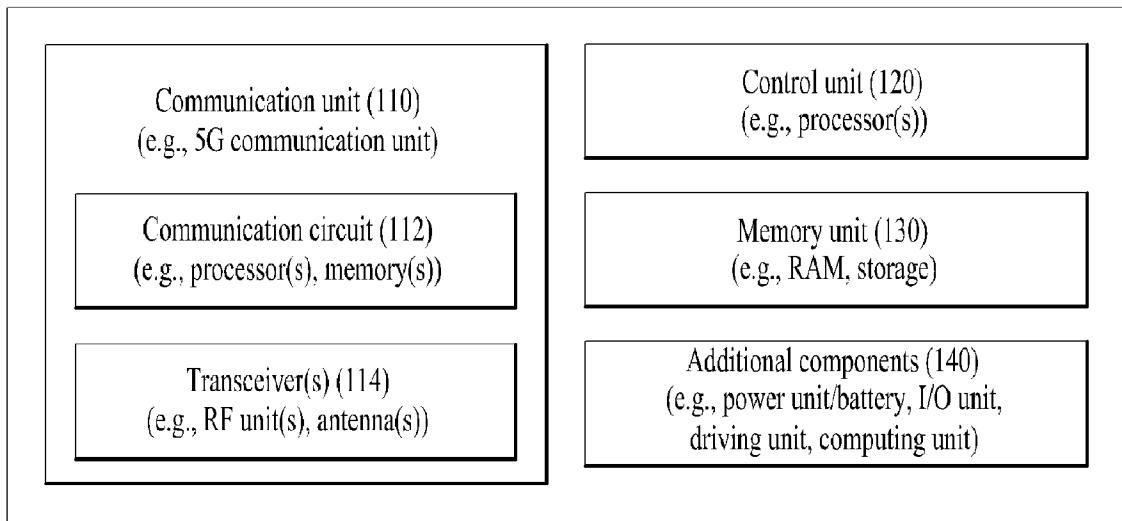 Communication unit (110)
(e.g., 5G communication unit)
Communication circuit (112)
(e.g., processor(s), memory(s))
Transceiver(s) (114)
(e.g., RF unit(s), antenna(s))
Control unit (120)
(e.g., processor(s))
Memory unit (130)
(e.g., RAM, storage)
Additional components (140)
(e.g., power unit/battery, I/O unit,
driving unit, computing unit)